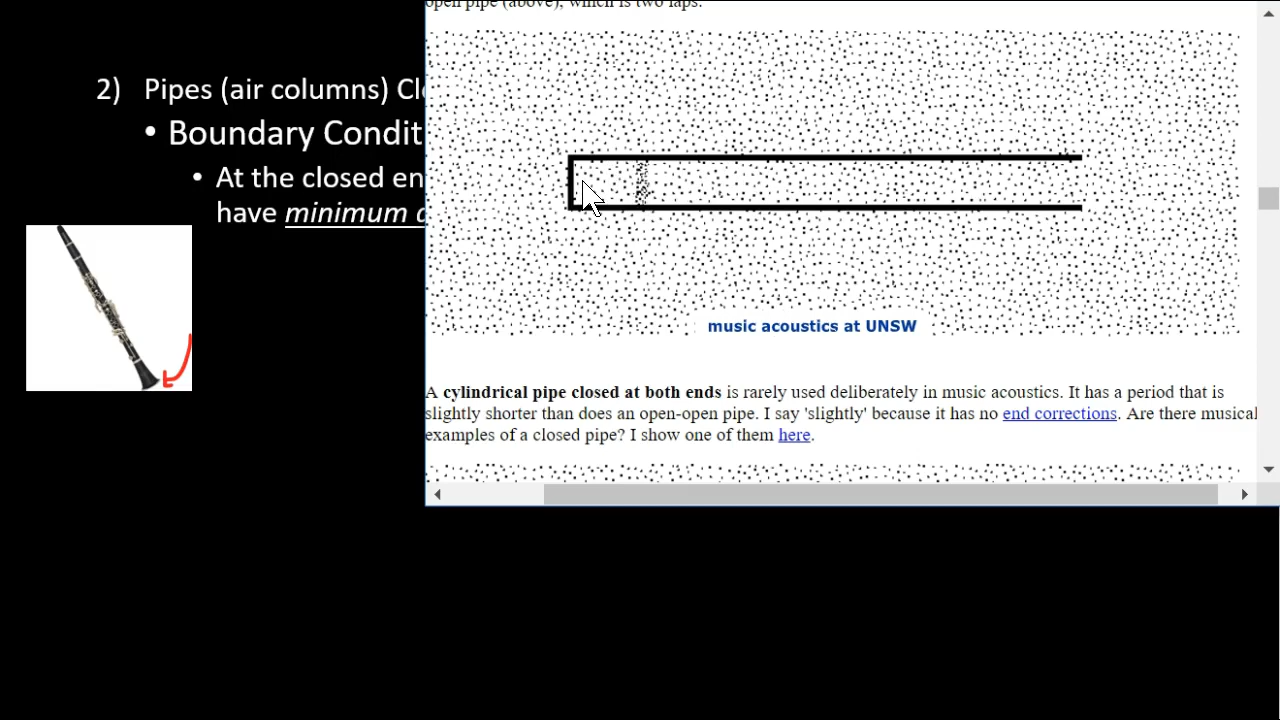 open pipe (above), which is two laps.
2) Pipes (air columns) Cl
• Boundary Condit
• At the closed en
have minimum
music acoustics at UNSW
A cylindrical pipe closed at both ends is rarely used deliberately in music acoustics. It has a period that is
slightly shorter than does an open-open pipe. I say 'slightly' because it has no end corrections. Are there musical
examples of a closed pipe? I show one of them here.